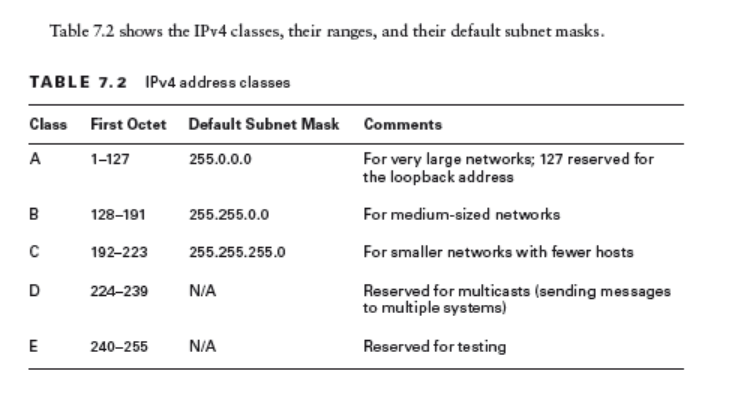 Table 7.2 shows the IPv4 classes, their ranges, and their default subnet masks.
TABLE 7.2 IPv4 address classes
Class First Octet Default Subnet Mask Comments
A 1–127 255.0.0.0 For very large networks; 127 reserved for
the loopback address
B 128–191 255.255.0.0 For medium-sized networks
C 192–223 255.255.255.0 For smaller networks with fewer hosts
D 224–239 N/A Reserved for multicasts (sending messages
to multiple systems)
E 240–255 N/A Reserved for testing